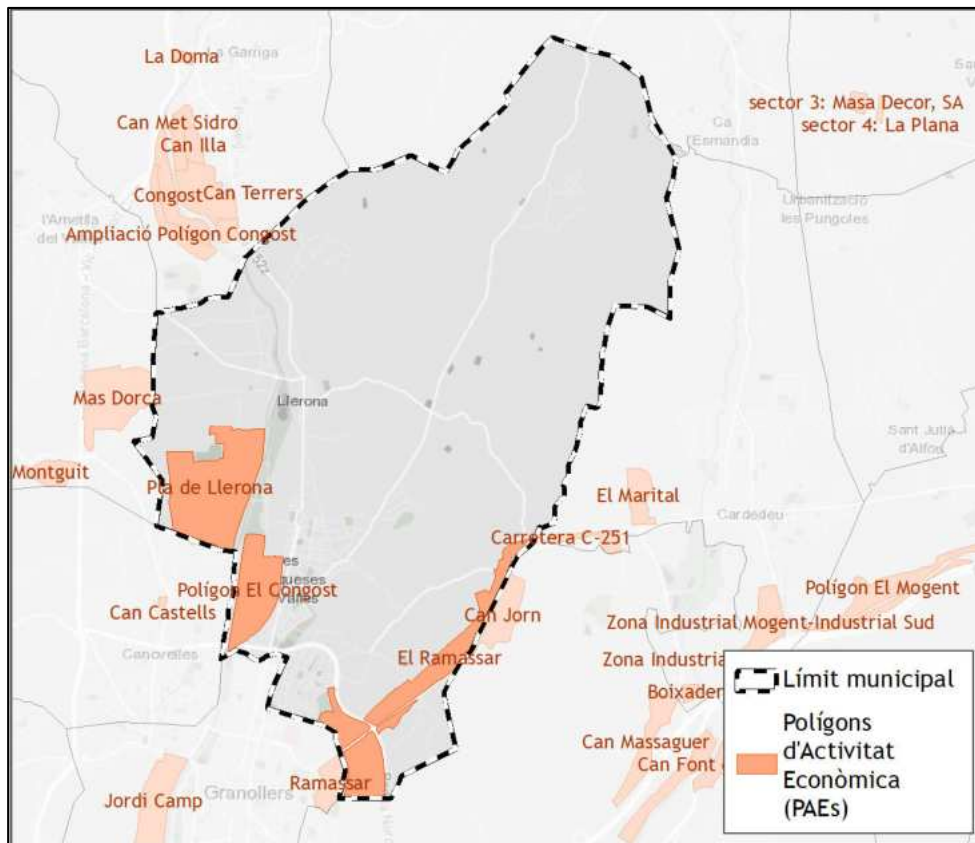 La Garriga
La Doma
sector 3: Masa Decor, SA
sector 4: La Plana
Can Met Sidro
Can Illa
Ca
l'Esmandia
Congost
Can Terrers
Urbanització
les Pungoles
l'Ametlla
Ampliació Polígon Congost
Mas Dorca
Llerona
Sant Julià
d'Alfou
Montguit
Pla de Llerona
El Marital
Cardedeu
Carretera C-251
Polígon El Congost
Can Castells
Can Jorn
Polígon El Mogent
Zona Industrial Mogent-Industrial Sud
Canovelles
El Ramassar
Zona Industrial
Boixader
Can Massaguer
Can Font
Ramassar
Jordi Camp
Granollers
Límit municipal
Polígons
d'Activitat
Econòmica
(PAEs)